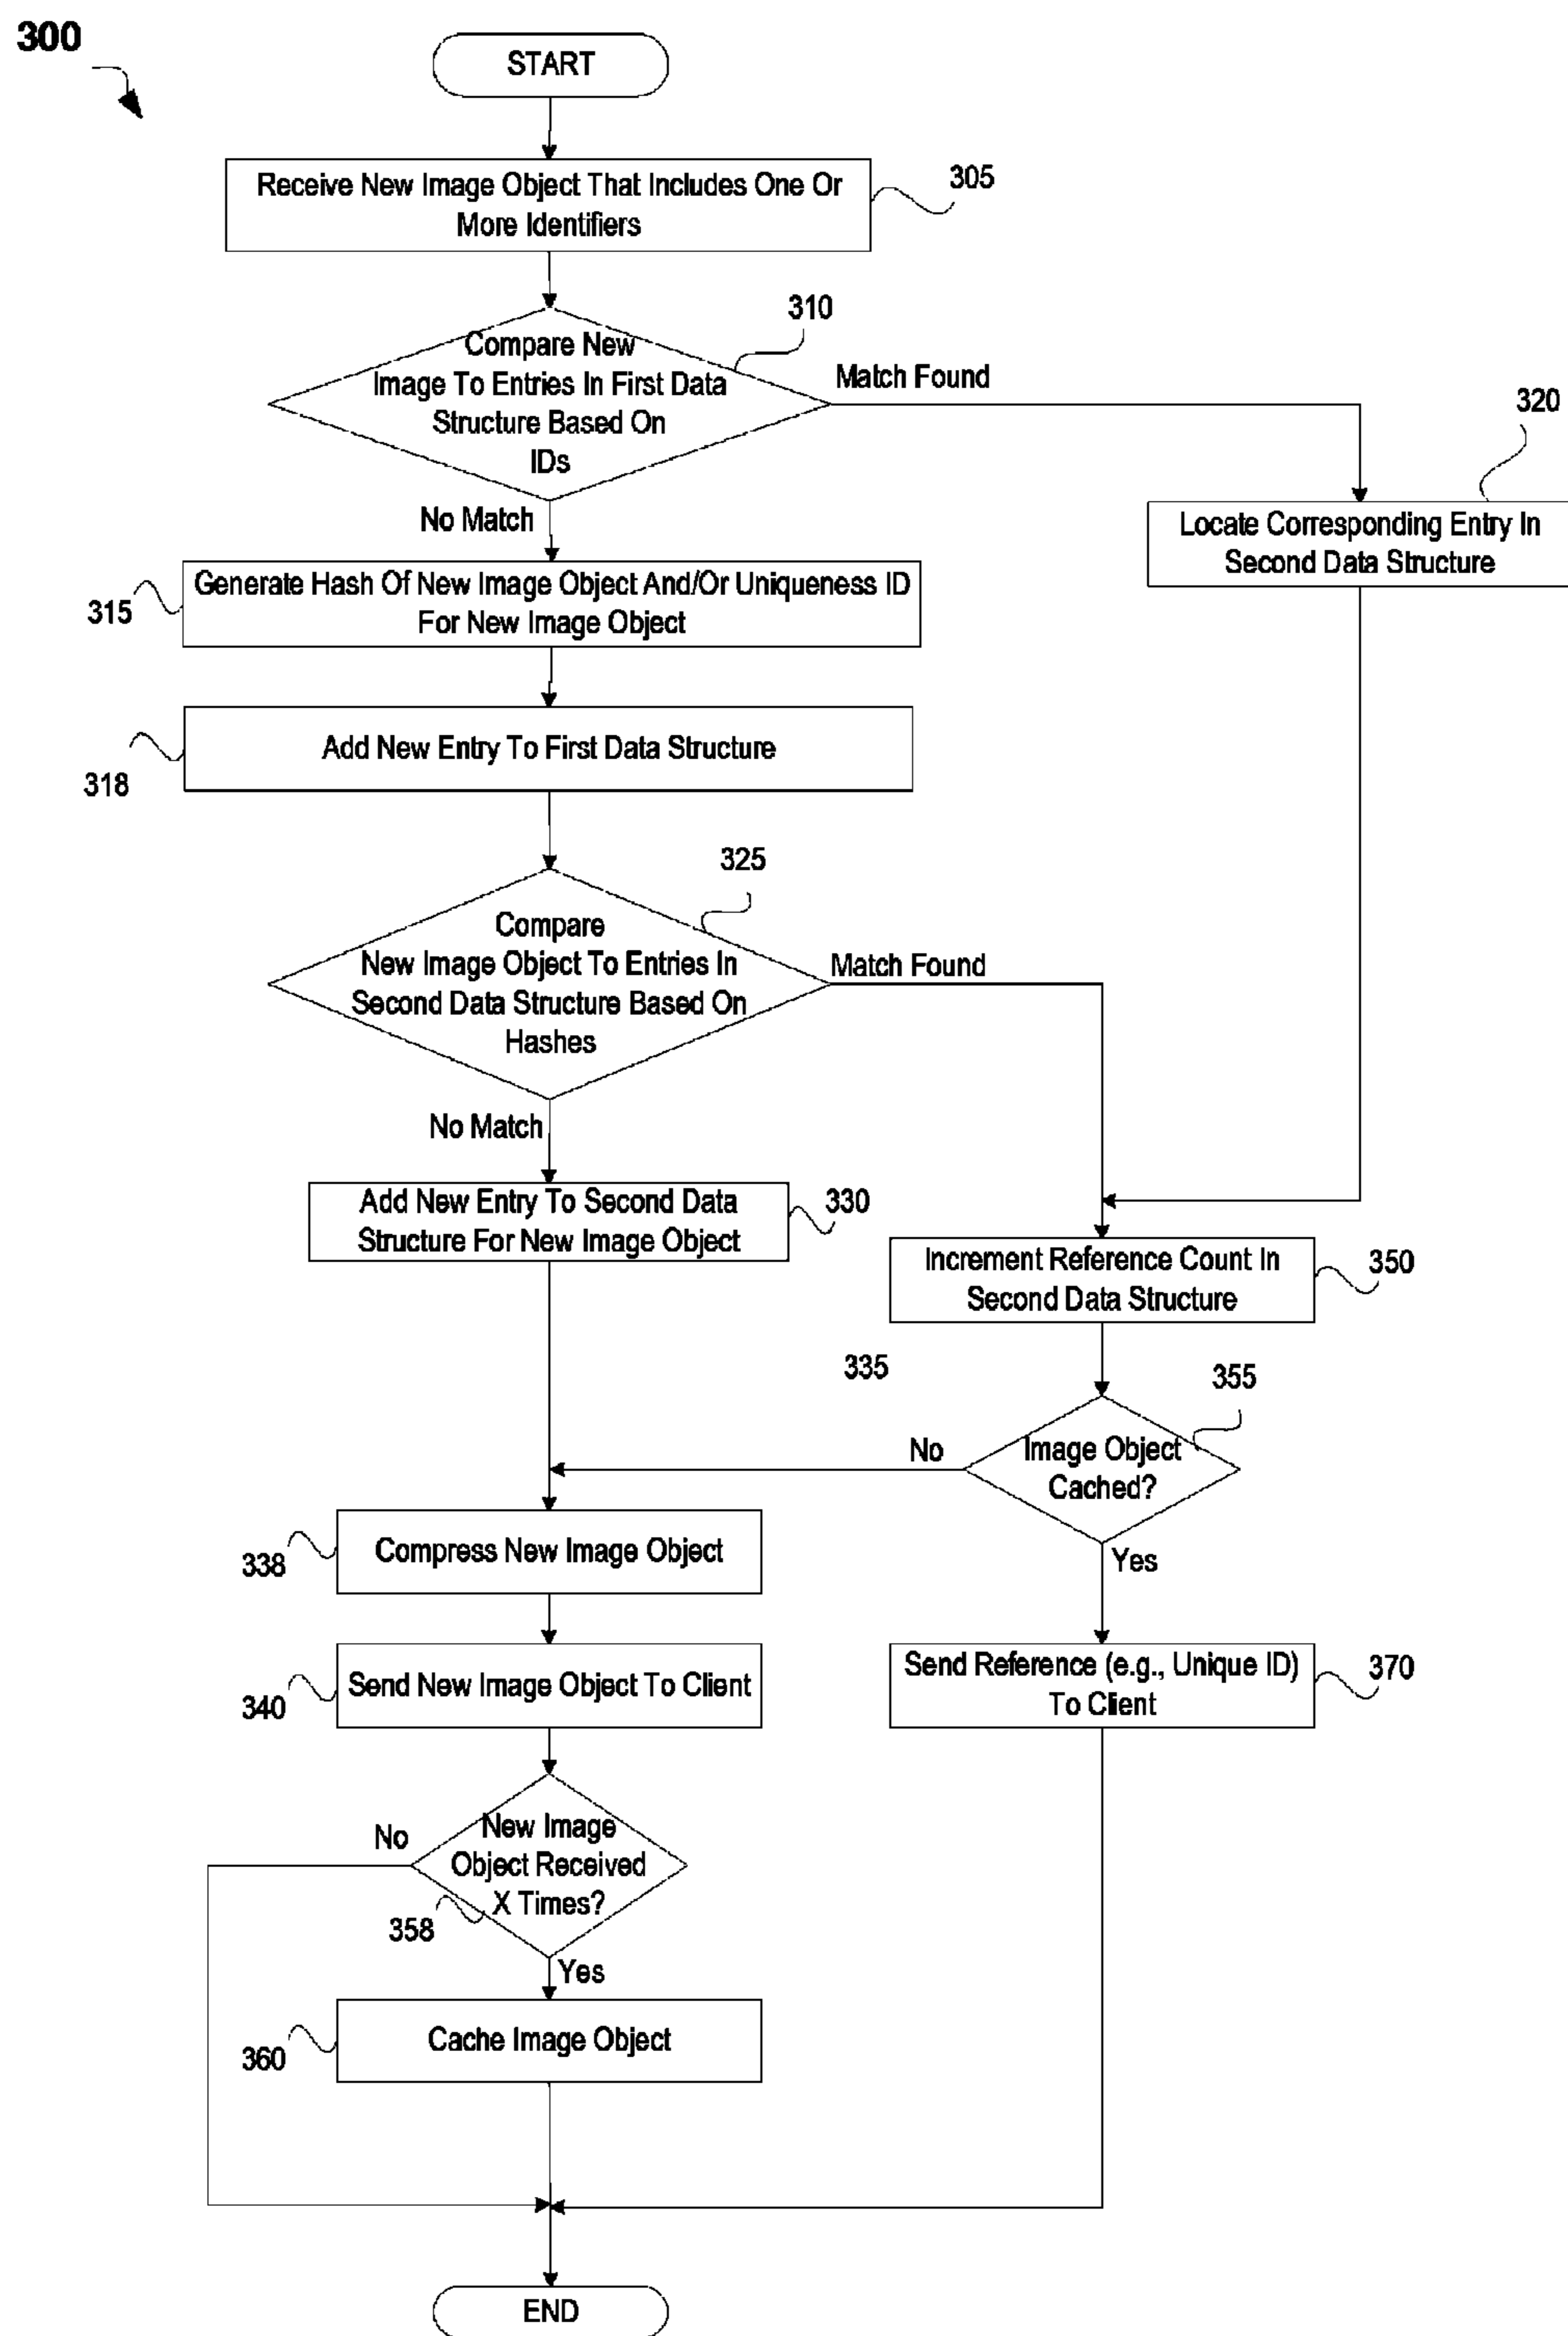 300
START
Receive New Image Object That Includes One Or
More Identifiers
305
310
Compare New
Image To Entries In First Data
Structure Based On
IDs
Match Found
320
Locate Corresponding Entry In
Second Data Structure
No Match
Generate Hash Of New Image Object And/Or Uniqueness ID
For New Image Object
315
Add New Entry To First Data Structure
318
325
Compare
New Image Object To Entries In
Second Data Structure Based On
Hashes
Match Found
No Match
Add New Entry To Second Data
Structure For New Image Object
330
Increment Reference Count In
Second Data Structure
350
335
355
Image Object
Cached?
No
Yes
Compress New Image Object
338
Send New Image Object To Client
340
Send Reference (e.g., Unique ID)
To Client
370
New Image
Object Received
X Times?
No
358
Yes
Cache Image Object
360
END